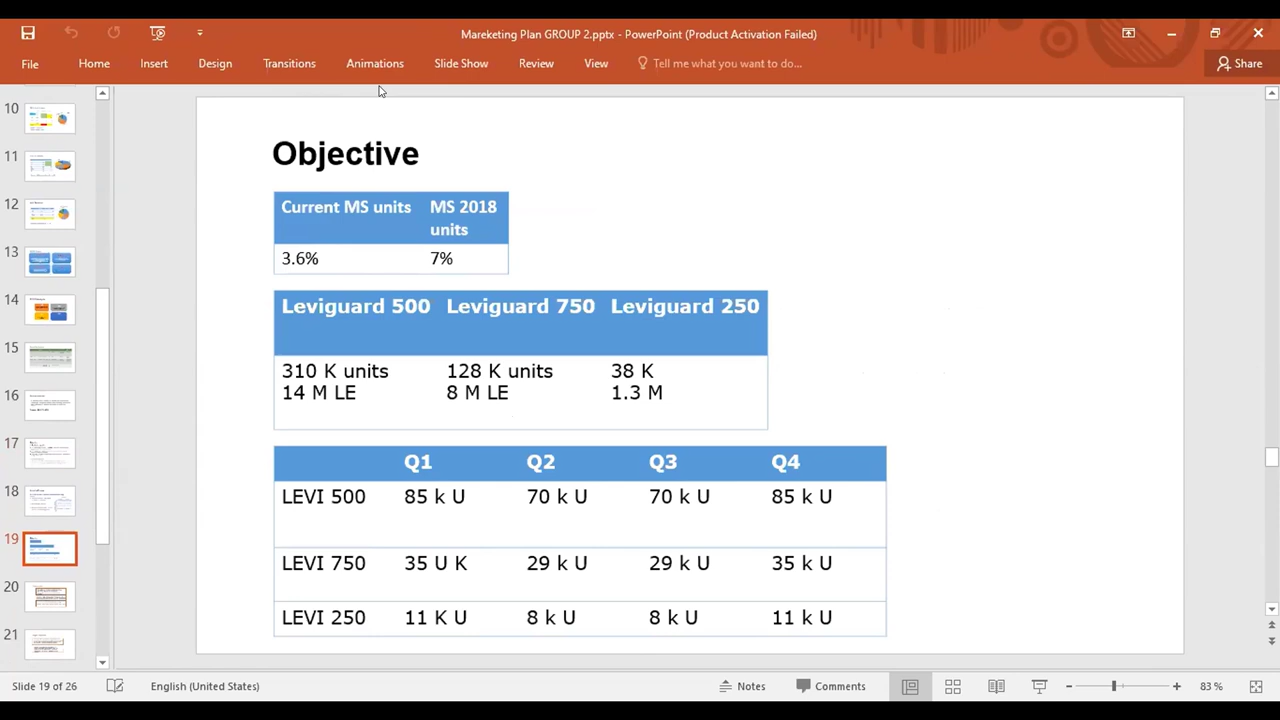 Mareketing Plan GROUP 2.pptx - PowerPoint (Product Activation Failed)
File Home Insert Design Transitions Animations Slide Show Review View Tell me what you want to do... Share
10
11
12
13
14
15
16
17
18
19
20
21
Objective
Current MS units MS 2018 units
3.6% 7%
Leviguard 500 Leviguard 750 Leviguard 250
310 K units 128 K units 38 K
14 M LE 8 M LE 1.3 M
Q1 Q2 Q3 Q4
LEVI 500 85 k U 70 k U 70 k U 85 k U
LEVI 750 35 U K 29 k U 29 k U 35 k U
LEVI 250 11 K U 8 k U 8 k U 11 k U
Slide 19 of 26 English (United States) Notes Comments 83 %